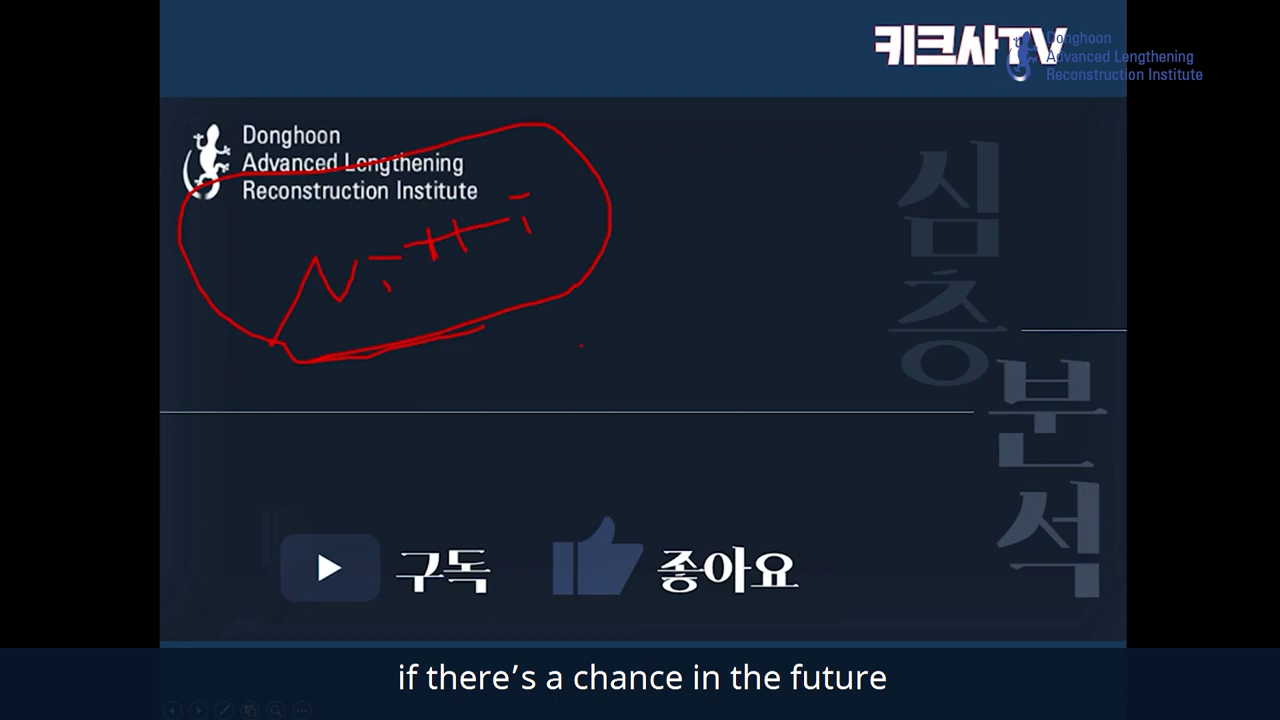 키크사TV
Donghoon
Advanced Lengthening
Reconstruction Institute
Donghoon
Advanced Lengthening
Reconstruction Institute
심층
분석
구독
좋아요
if there's a chance in the future